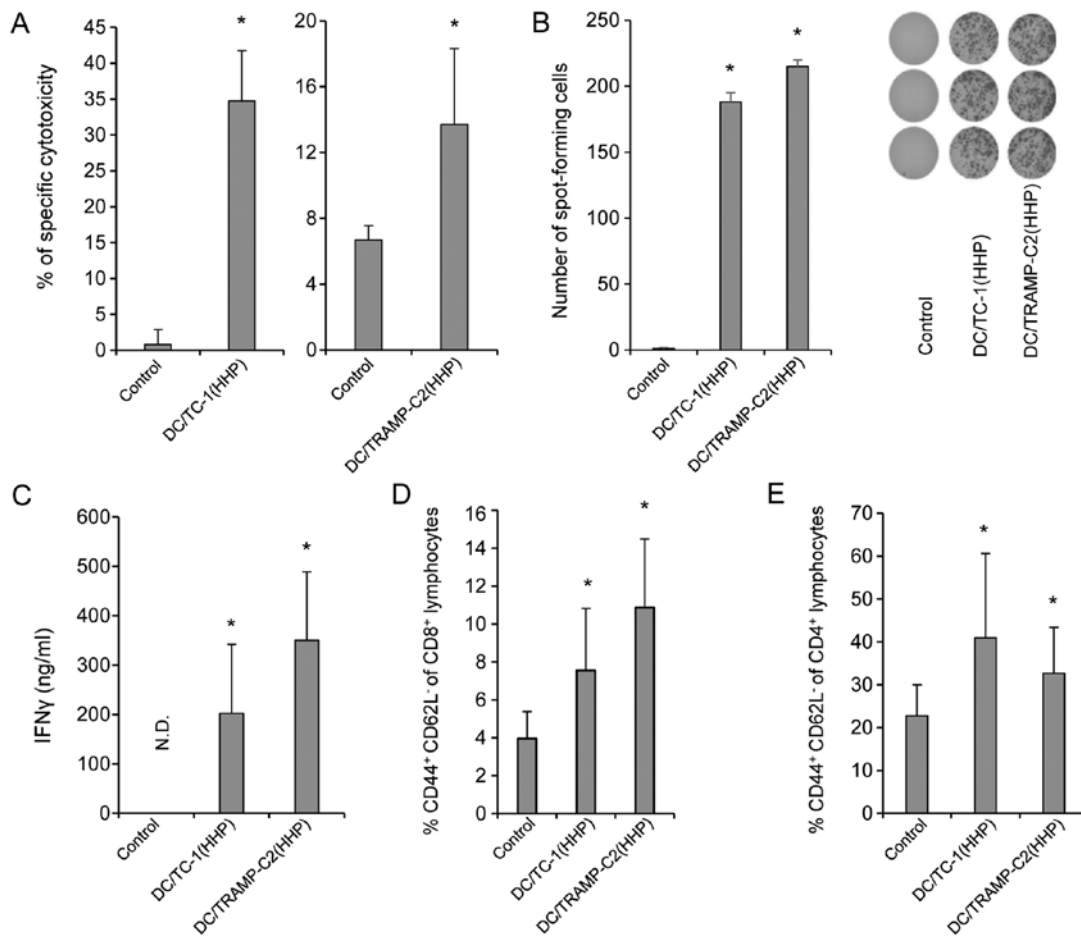 A
% of specific cytotoxicity
45
40
35
30
25
20
15
10
5
0
*
Control
DC/TC-1(HHP)
20
16
12
8
4
0
*
Control
DC/TRAMP-C2(HHP)
B
Number of spot-forming cells
250
200
150
100
50
0
*
*
Control
DC/TC-1(HHP)
DC/TRAMP-C2(HHP)
Control
DC/TC-1(HHP)
DC/TRAMP-C2(HHP)
C
IFNγ (ng/ml)
600
500
400
300
200
100
0
N.D.
*
*
Control
DC/TC-1(HHP)
DC/TRAMP-C2(HHP)
D
% CD44⁺ CD62L⁻ of CD8⁺ lymphocytes
16
14
12
10
8
6
4
2
0
*
*
Control
DC/TC-1(HHP)
DC/TRAMP-C2(HHP)
E
% CD44⁺ CD62L⁻ of CD4⁺ lymphocytes
70
60
50
40
30
20
10
0
*
*
Control
DC/TC-1(HHP)
DC/TRAMP-C2(HHP)